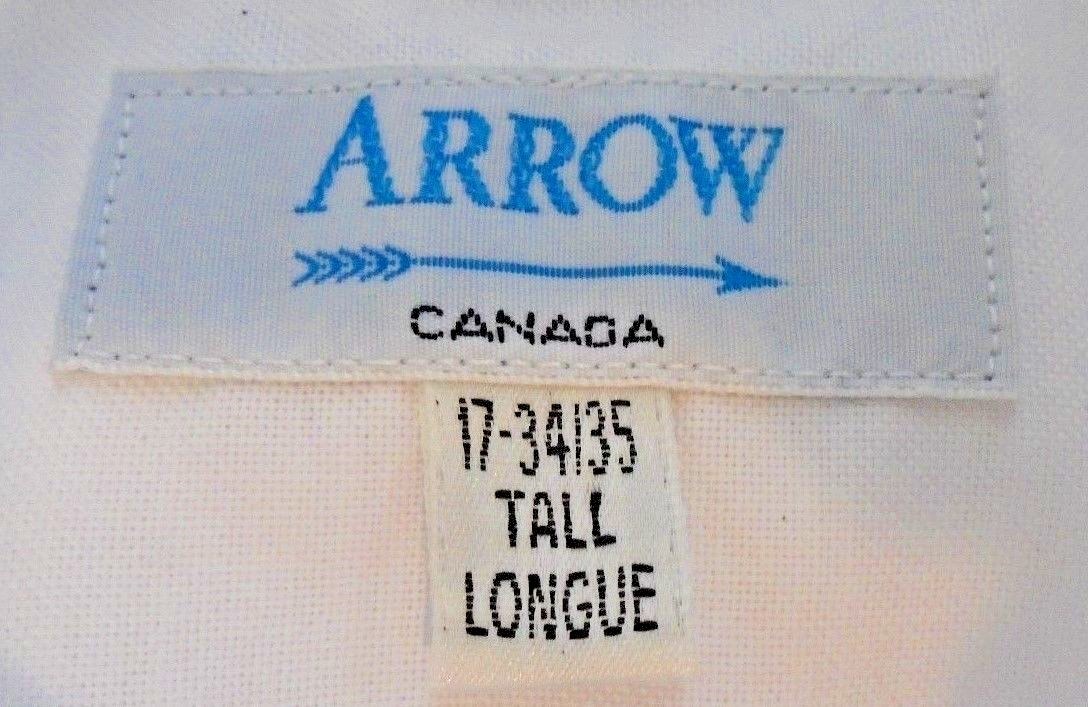 ARROW
CANADA
17-34/35
TALL
LONGUE